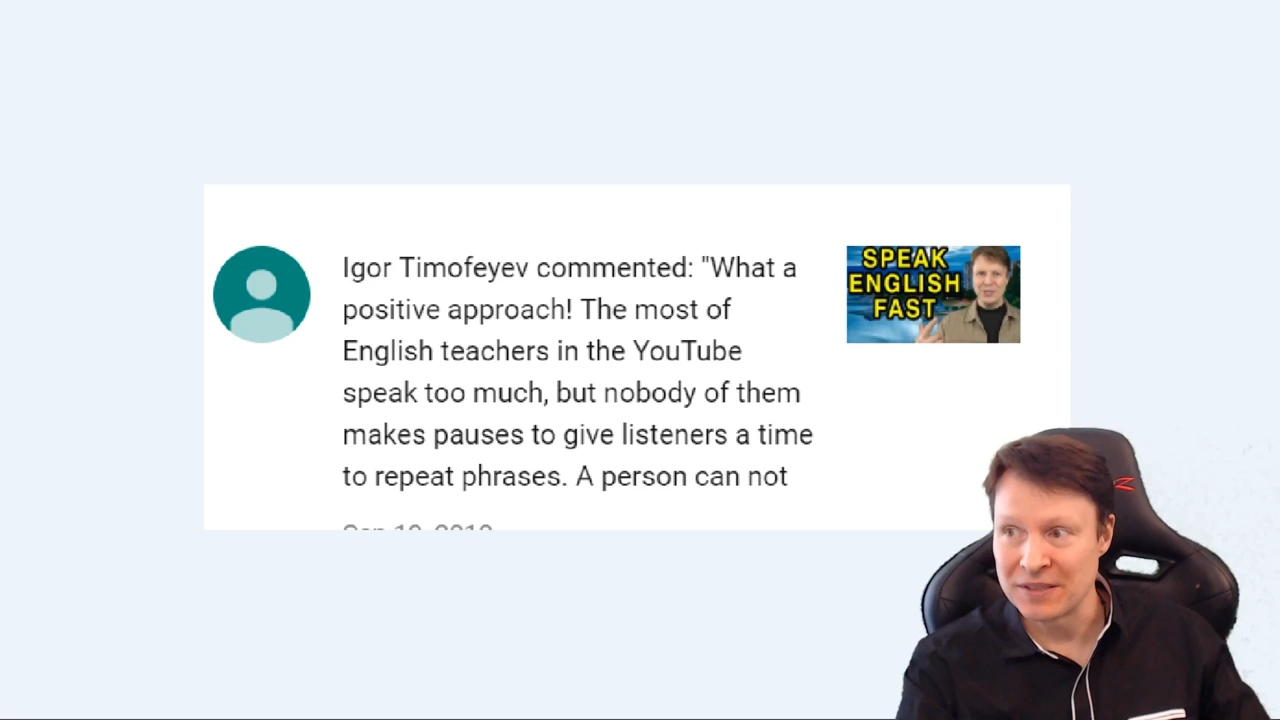 Igor Timofeyev commented: "What a
positive approach! The most of
English teachers in the YouTube
speak too much, but nobody of them
makes pauses to give listeners a time
to repeat phrases. A person can not
SPEAK
ENGLISH
FAST